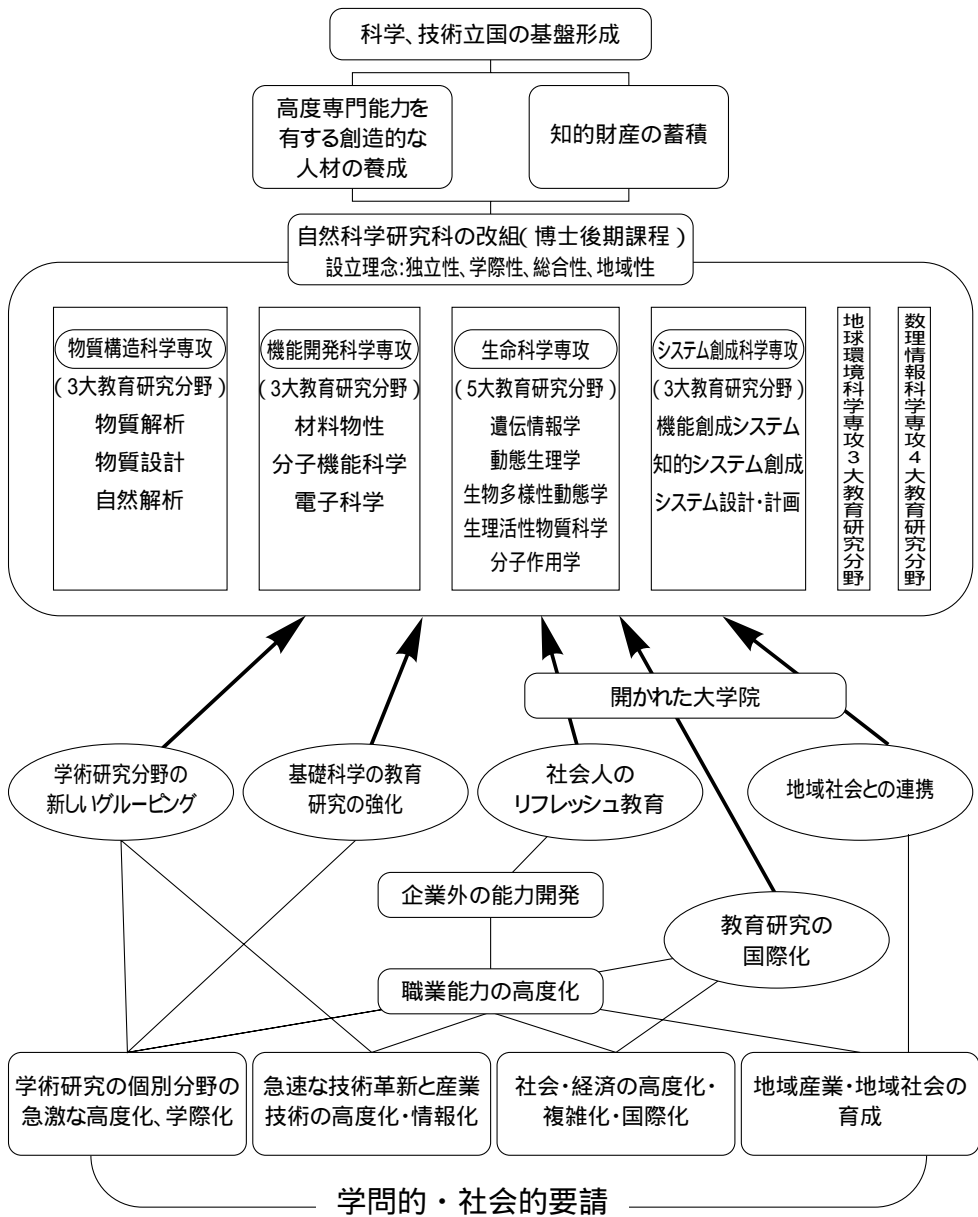 科学、技術立国の基盤形成
高度専門能力を
有する創造的な
人材の養成
知的財産の蓄積
自然科学研究科の改組(博士後期課程)
設立理念:独立性、学際性、総合性、地域性
物質構造科学専攻
(3大教育研究分野)
物質解析
物質設計
自然解析
機能開発科学専攻
(3大教育研究分野)
材料物性
分子機能科学
電子科学
生命科学専攻
(5大教育研究分野)
遺伝情報学
動態生理学
生物多様性動態学
生理活性物質科学
分子作用学
システム創成科学専攻
(3大教育研究分野)
機能創成システム
知的システム創成
システム設計・計画
地球環境科学専攻3大教育研究分野
数理情報科学専攻4大教育研究分野
開かれた大学院
学術研究分野の
新しいグルーピング
基礎科学の教育
研究の強化
社会人の
リフレッシュ教育
地域社会との連携
企業外の能力開発
教育研究の
国際化
職業能力の高度化
学術研究の個別分野の
急激な高度化、学際化
急速な技術革新と産業
技術の高度化・情報化
社会・経済の高度化・
複雑化・国際化
地域産業・地域社会の
育成
学問的・社会的要請